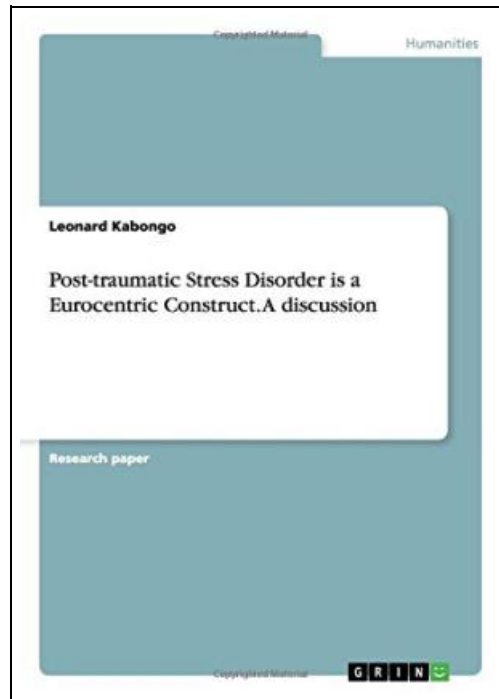 Copyrighted Material
Humanities
Leonard Kabongo
Post-traumatic Stress Disorder is a
Eurocentric Construct.A discussion
Research paper
Copyrighted Material
GRIN